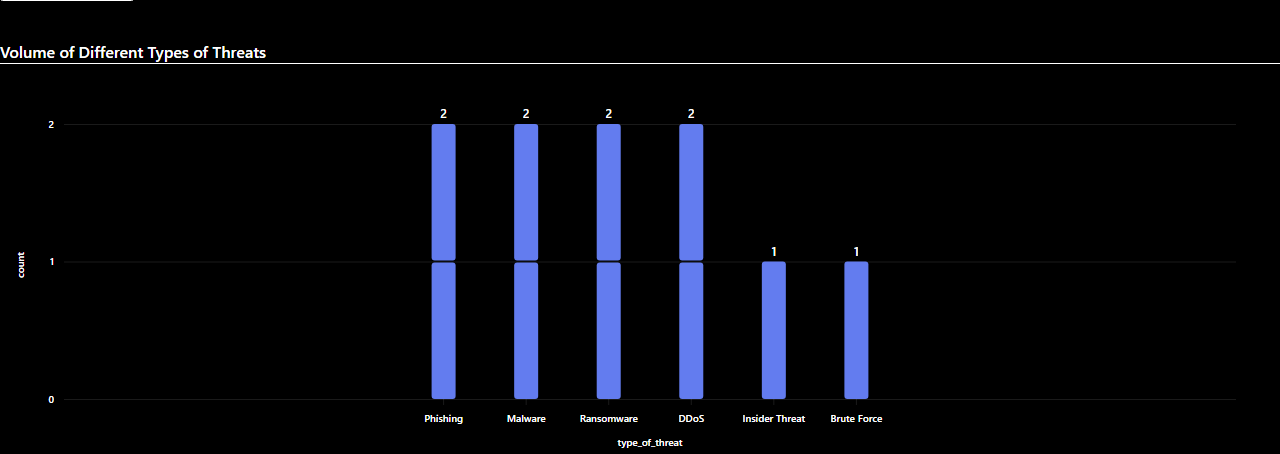 Volume of Different Types of Threats
2 2 2 2
2
1 1
1
count
0
Phishing Malware Ransomware DDoS Insider Threat Brute Force
type_of_threat